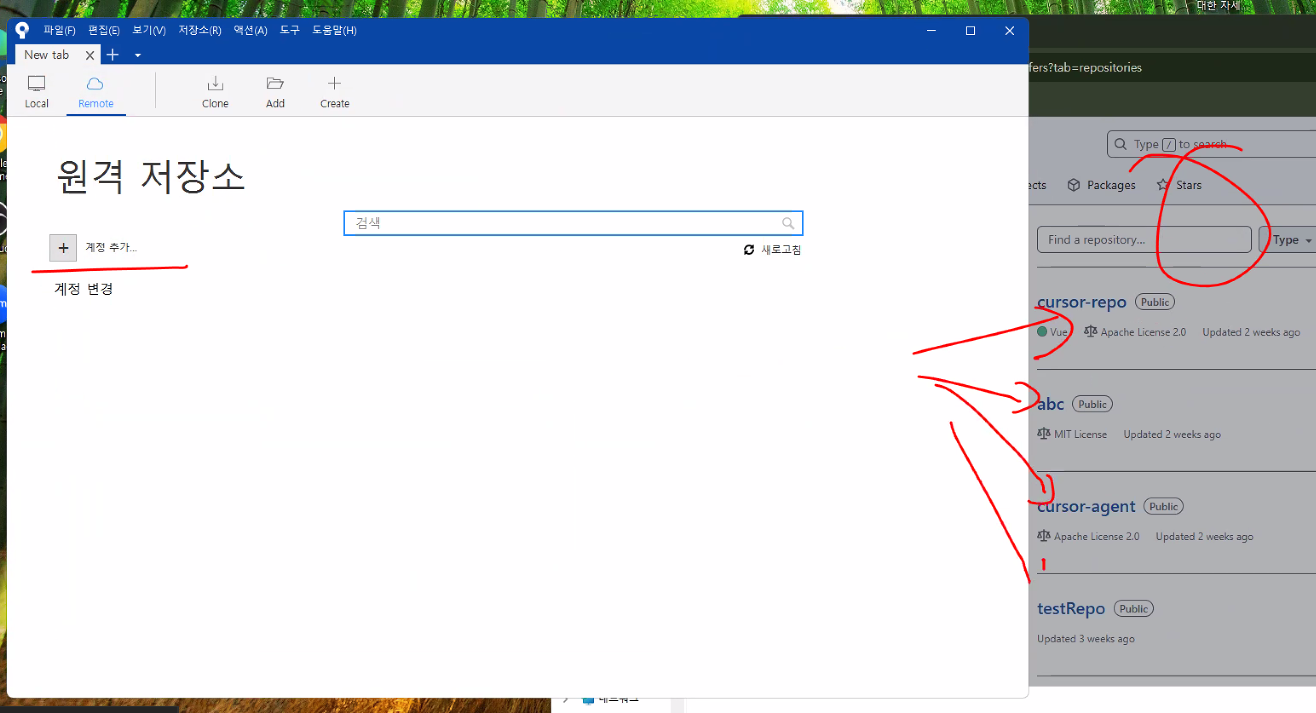 대한 자세
파일(F) 편집(E) 보기(V) 저장소(R) 액션(A) 도구 도움말(H)
New tab
Local Remote Clone Add Create
원격 저장소
검색
계정 추가...
새로고침
계정 변경
fers?tab=repositories
Type / to search
ects Packages Stars
Find a repository... Type
cursor-repo Public
Vue Apache License 2.0 Updated 2 weeks ago
abc Public
MIT License Updated 2 weeks ago
cursor-agent Public
Apache License 2.0 Updated 2 weeks ago
testRepo Public
Updated 3 weeks ago